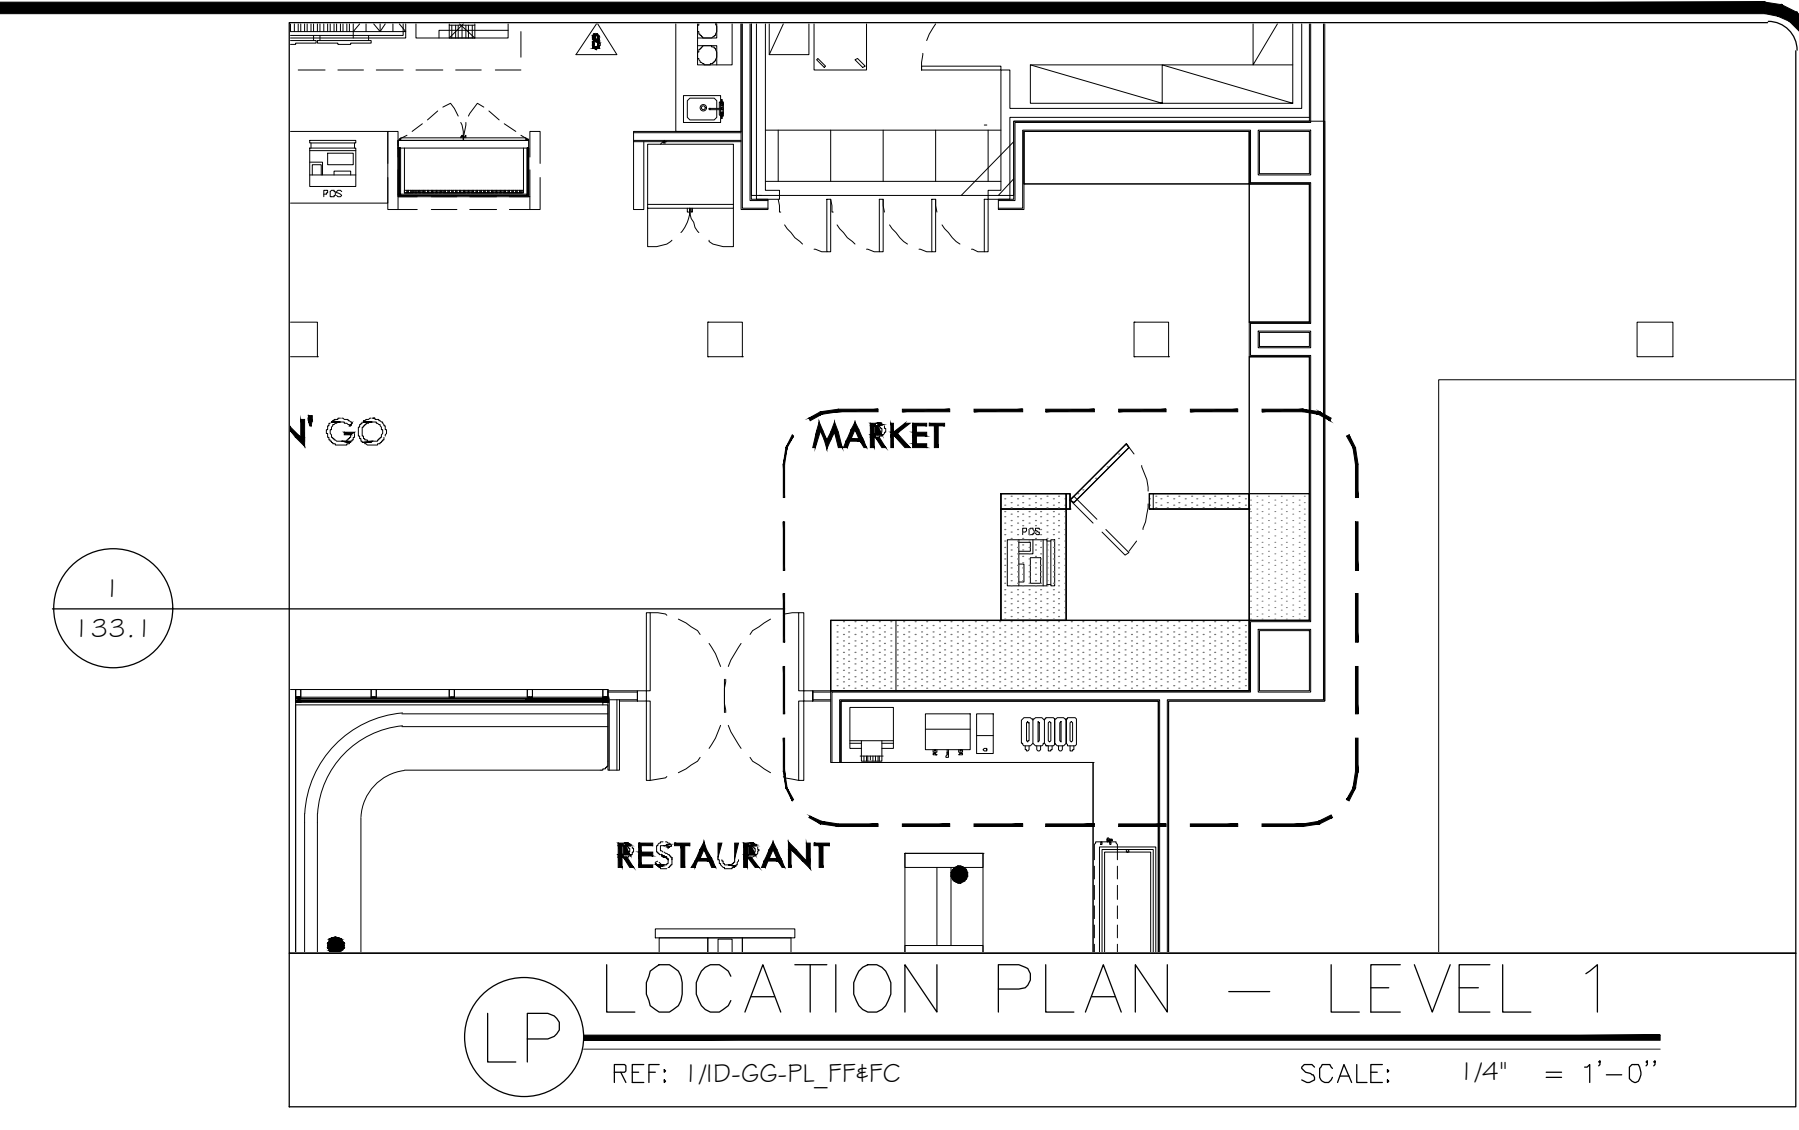 8
POS
N' GO
MARKET
POS
1
133.1
RESTAURANT
LOCATION PLAN - LEVEL 1
LP
REF: 1/ID-GG-PL_FF&FC
SCALE: 1/4" = 1'-0"